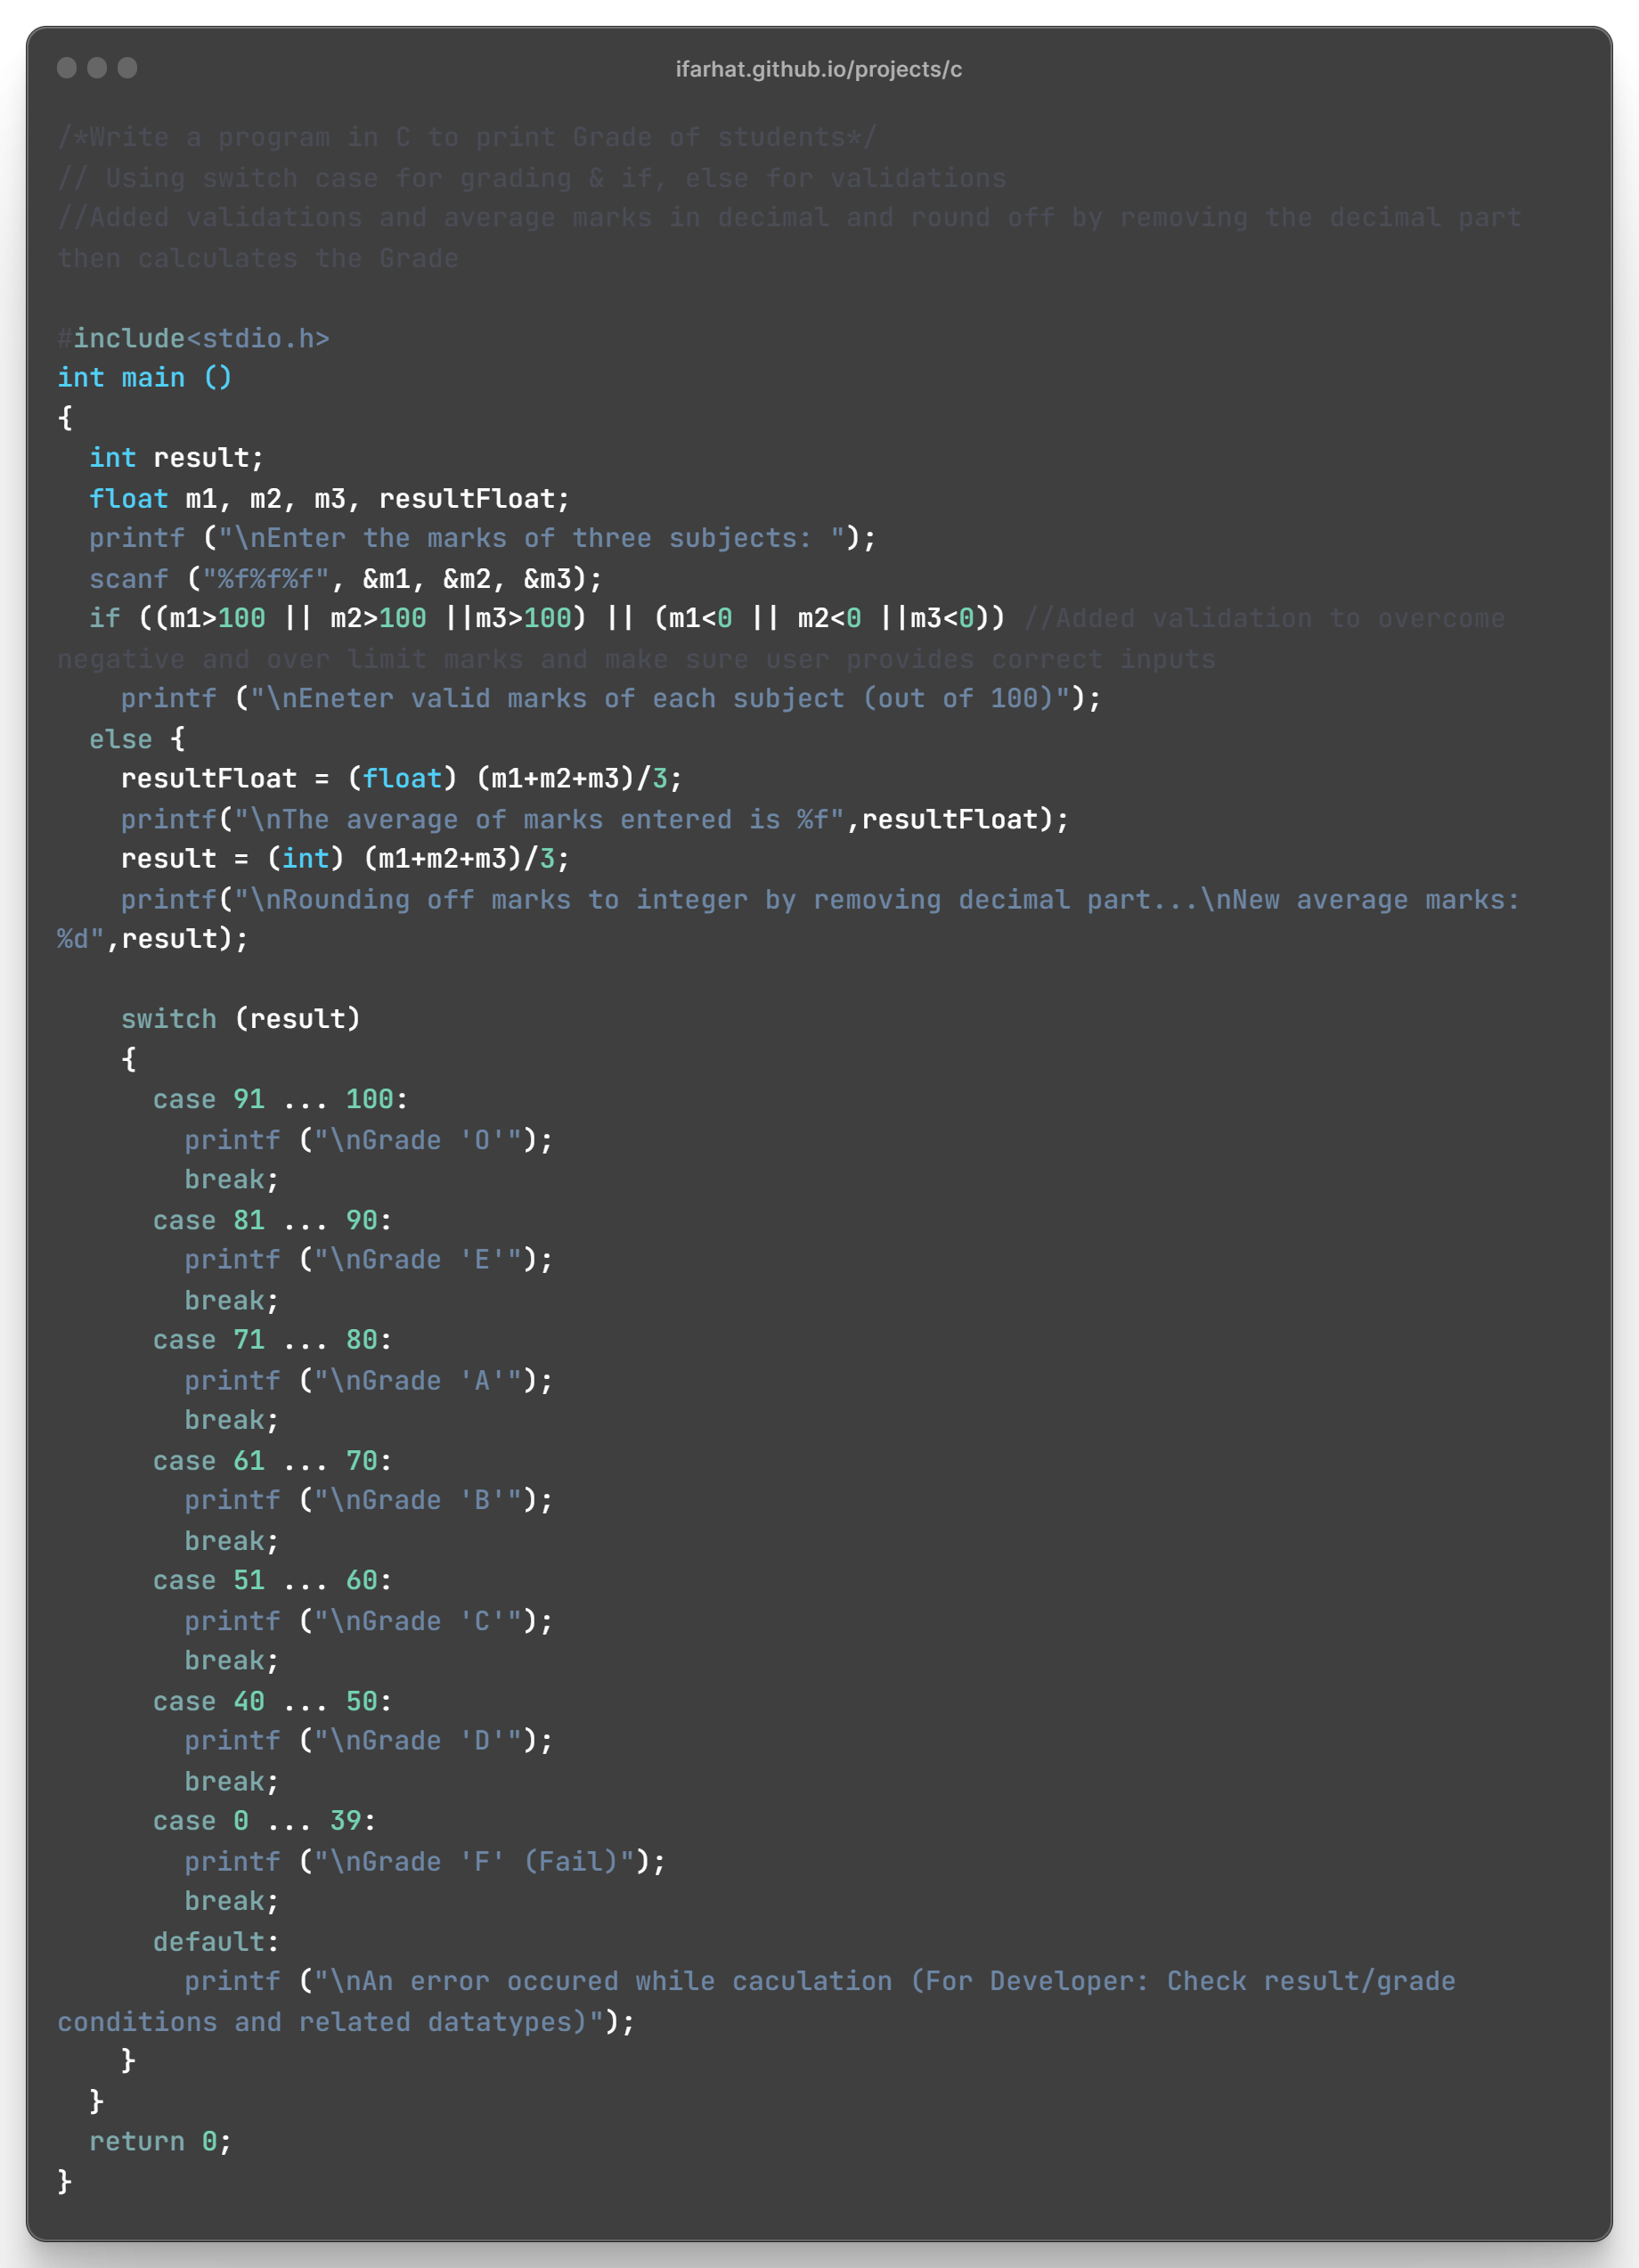 ifarhat.github.io/projects/c
/*Write a program in C to print Grade of students*/
// Using switch case for grading & if, else for validations
//Added validations and average marks in decimal and round off by removing the decimal part
then calculates the Grade
#include<stdio.h>
int main ()
{
  int result;
  float m1, m2, m3, resultFloat;
  printf ("\nEnter the marks of three subjects: ");
  scanf ("%f%f%f", &m1, &m2, &m3);
  if ((m1>100 || m2>100 ||m3>100) || (m1<0 || m2<0 ||m3<0)) //Added validation to overcome
negative and over limit marks and make sure user provides correct inputs
    printf ("\nEneter valid marks of each subject (out of 100)");
  else {
    resultFloat = (float) (m1+m2+m3)/3;
    printf("\nThe average of marks entered is %f",resultFloat);
    result = (int) (m1+m2+m3)/3;
    printf("\nRounding off marks to integer by removing decimal part...\nNew average marks:
%d",result);
    switch (result)
    {
      case 91 ... 100:
        printf ("\nGrade 'O'");
        break;
      case 81 ... 90:
        printf ("\nGrade 'E'");
        break;
      case 71 ... 80:
        printf ("\nGrade 'A'");
        break;
      case 61 ... 70:
        printf ("\nGrade 'B'");
        break;
      case 51 ... 60:
        printf ("\nGrade 'C'");
        break;
      case 40 ... 50:
        printf ("\nGrade 'D'");
        break;
      case 0 ... 39:
        printf ("\nGrade 'F' (Fail)");
        break;
      default:
        printf ("\nAn error occured while caculation (For Developer: Check result/grade
conditions and related datatypes)");
    }
  }
  return 0;
}